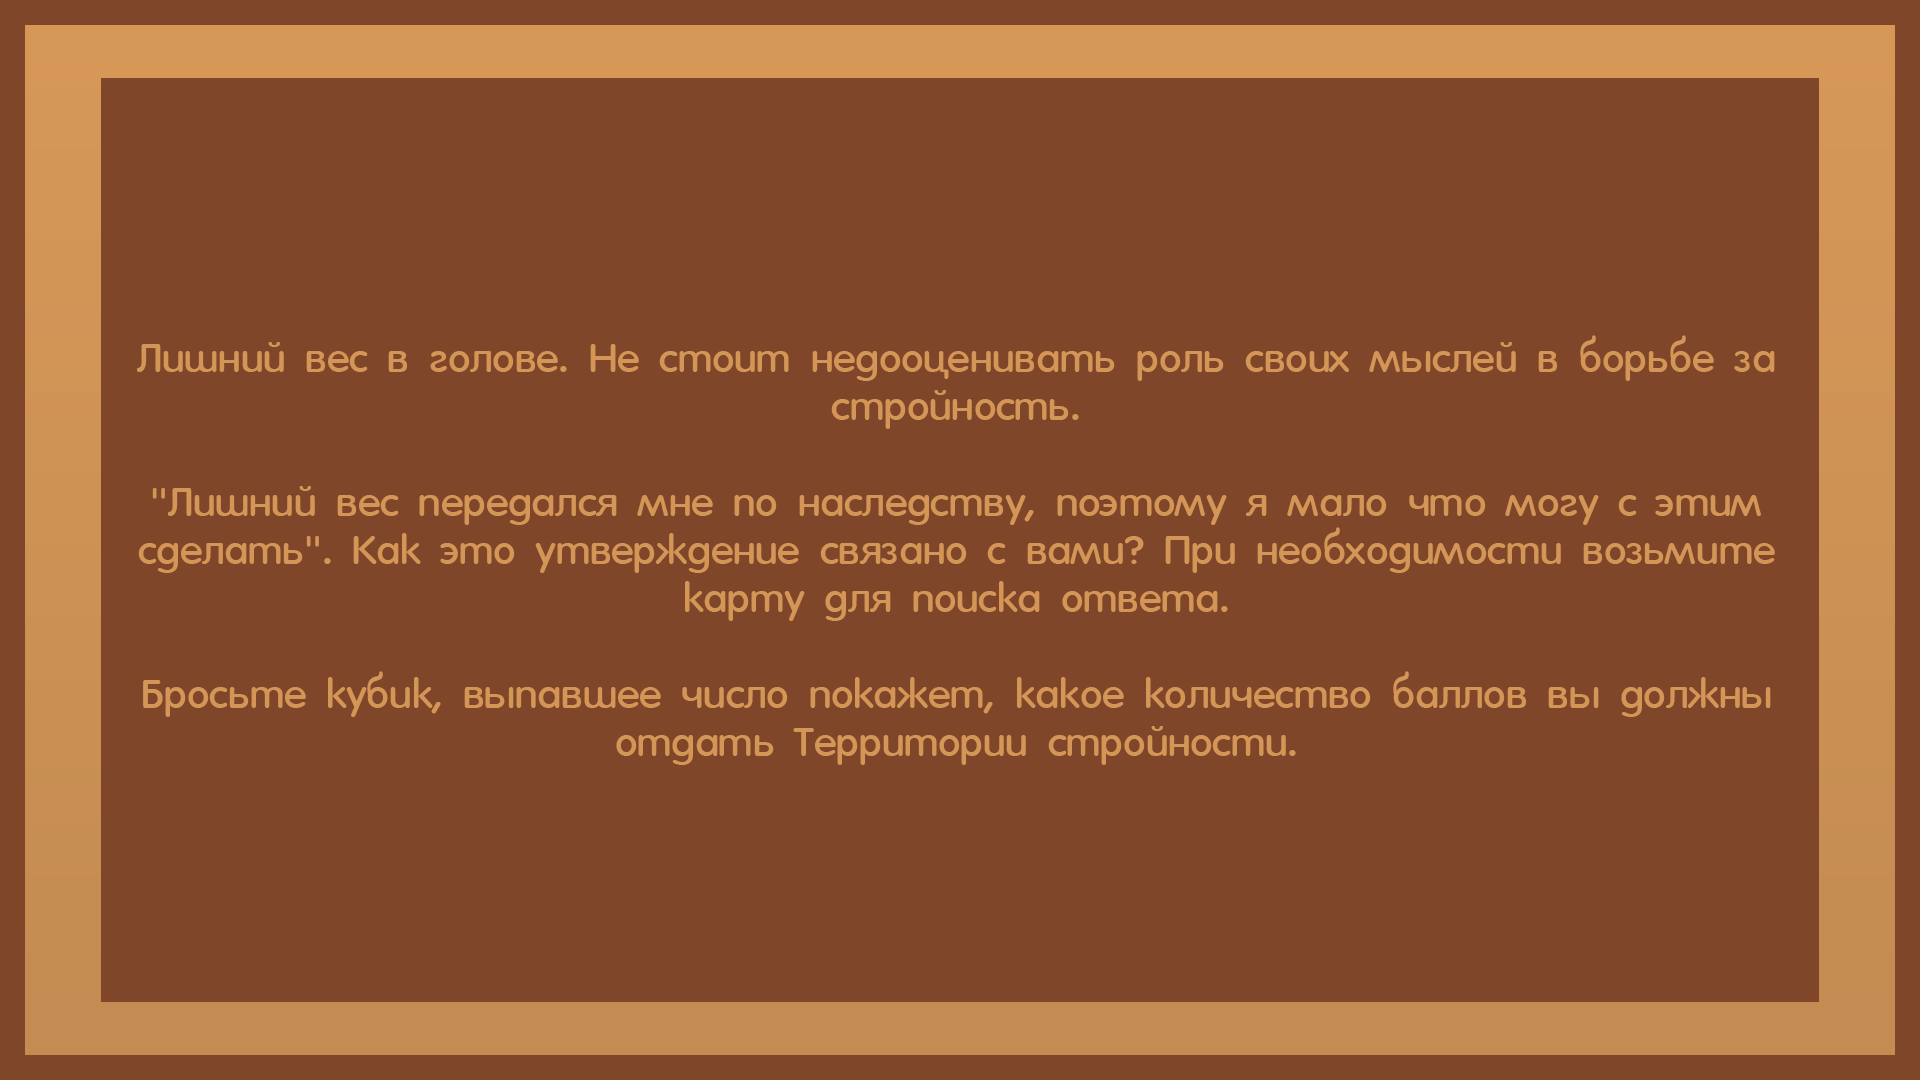 Лишний вес в голове. Не стоит недооценивать роль своих мыслей в борьбе за
стройность.
"Лишний вес передался мне по наследству, поэтому я мало что могу с этим
сделать". Как это утверждение связано с вами? При необходимости возьмите
карту для поиска ответа.
Бросьте кубик, выпавшее число покажет, какое количество баллов вы должны
отдать Территории стройности.